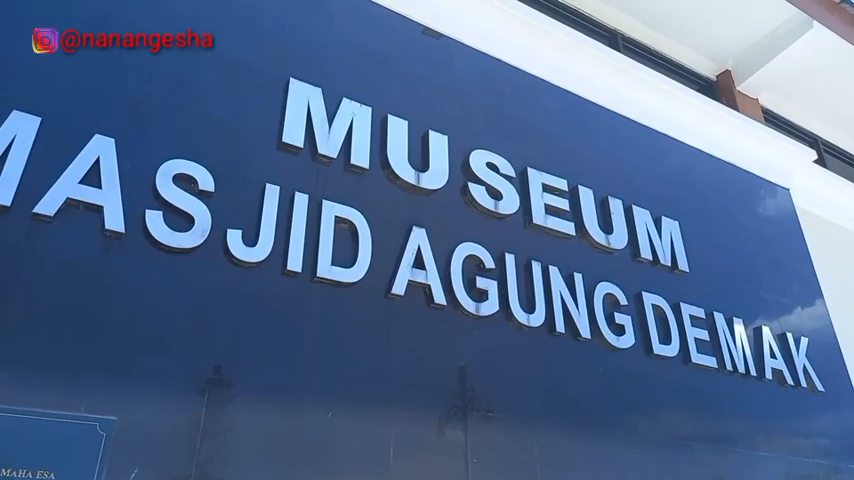 @nanangesha
MUSEUM
MASJID AGUNG DEMAK
MAHA ESA